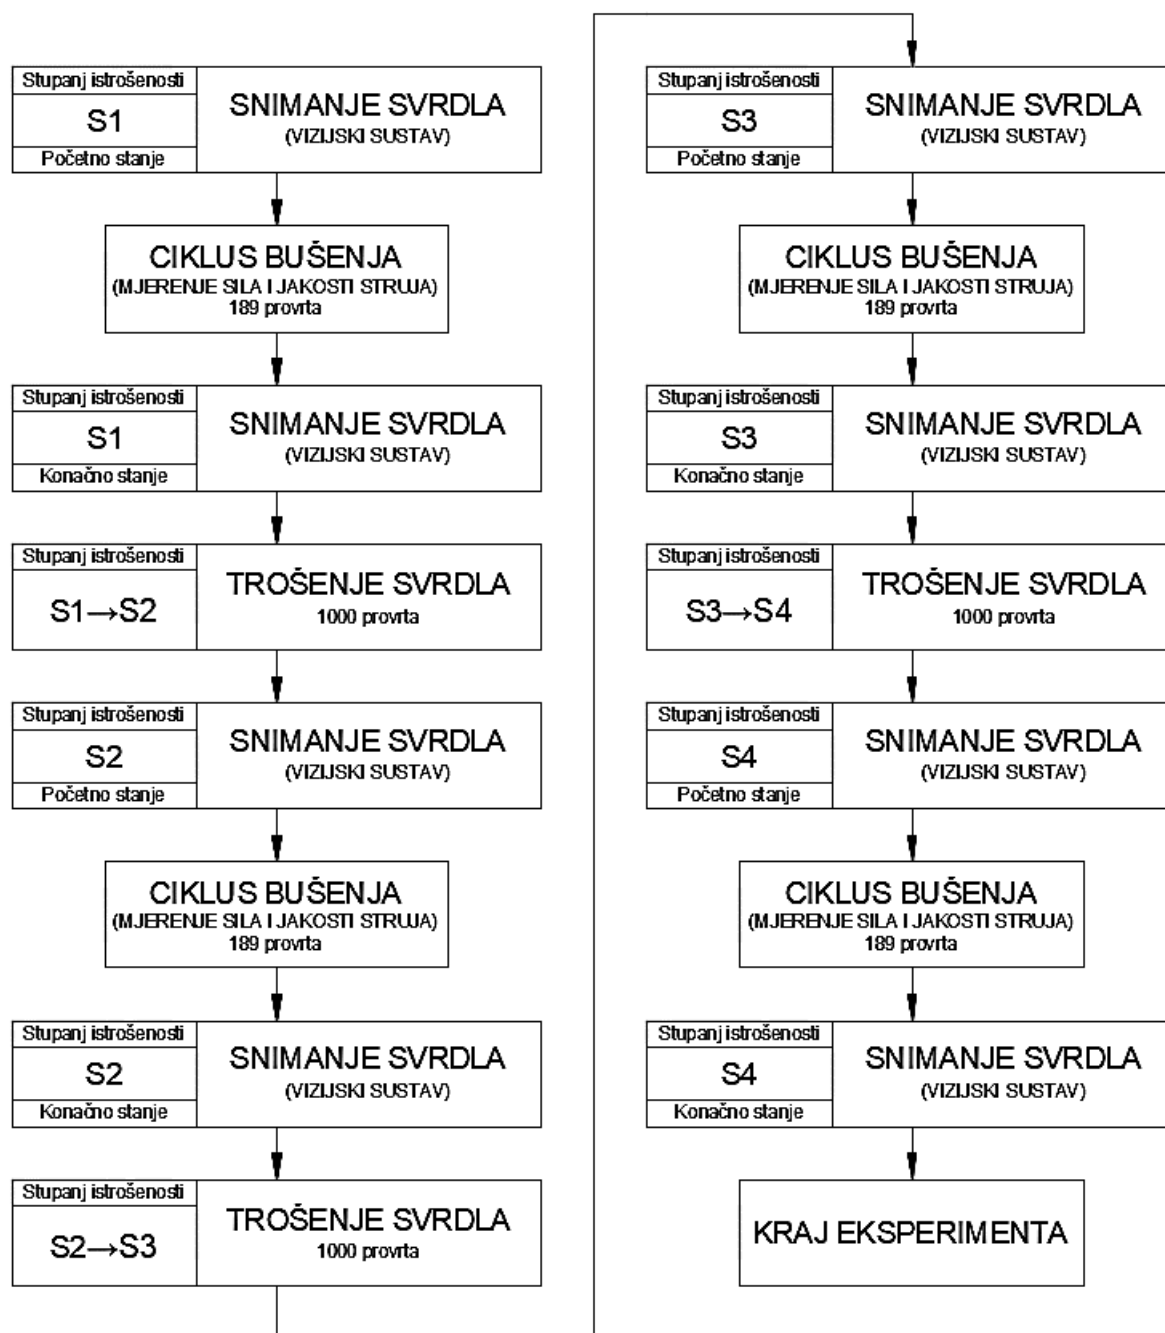 Stupanj istrošenosti
S1
Početno stanje
SNIMANJE SVRDLA
(VIZIJSKI SUSTAV)
CIKLUS BUŠENJA
(MJERENJE SILA I JAKOSTI STRUJA)
189 provrta
Stupanj istrošenosti
S1
Konačno stanje
SNIMANJE SVRDLA
(VIZIJSKI SUSTAV)
Stupanj istrošenosti
S1→S2
TROŠENJE SVRDLA
1000 provrta
Stupanj istrošenosti
S2
Početno stanje
SNIMANJE SVRDLA
(VIZIJSKI SUSTAV)
CIKLUS BUŠENJA
(MJERENJE SILA I JAKOSTI STRUJA)
189 provrta
Stupanj istrošenosti
S2
Konačno stanje
SNIMANJE SVRDLA
(VIZIJSKI SUSTAV)
Stupanj istrošenosti
S2→S3
TROŠENJE SVRDLA
1000 provrta
Stupanj istrošenosti
S3
Početno stanje
SNIMANJE SVRDLA
(VIZIJSKI SUSTAV)
CIKLUS BUŠENJA
(MJERENJE SILA I JAKOSTI STRUJA)
189 provrta
Stupanj istrošenosti
S3
Konačno stanje
SNIMANJE SVRDLA
(VIZIJSKI SUSTAV)
Stupanj istrošenosti
S3→S4
TROŠENJE SVRDLA
1000 provrta
Stupanj istrošenosti
S4
Početno stanje
SNIMANJE SVRDLA
(VIZIJSKI SUSTAV)
CIKLUS BUŠENJA
(MJERENJE SILA I JAKOSTI STRUJA)
189 provrta
Stupanj istrošenosti
S4
Konačno stanje
SNIMANJE SVRDLA
(VIZIJSKI SUSTAV)
KRAJ EKSPERIMENTA